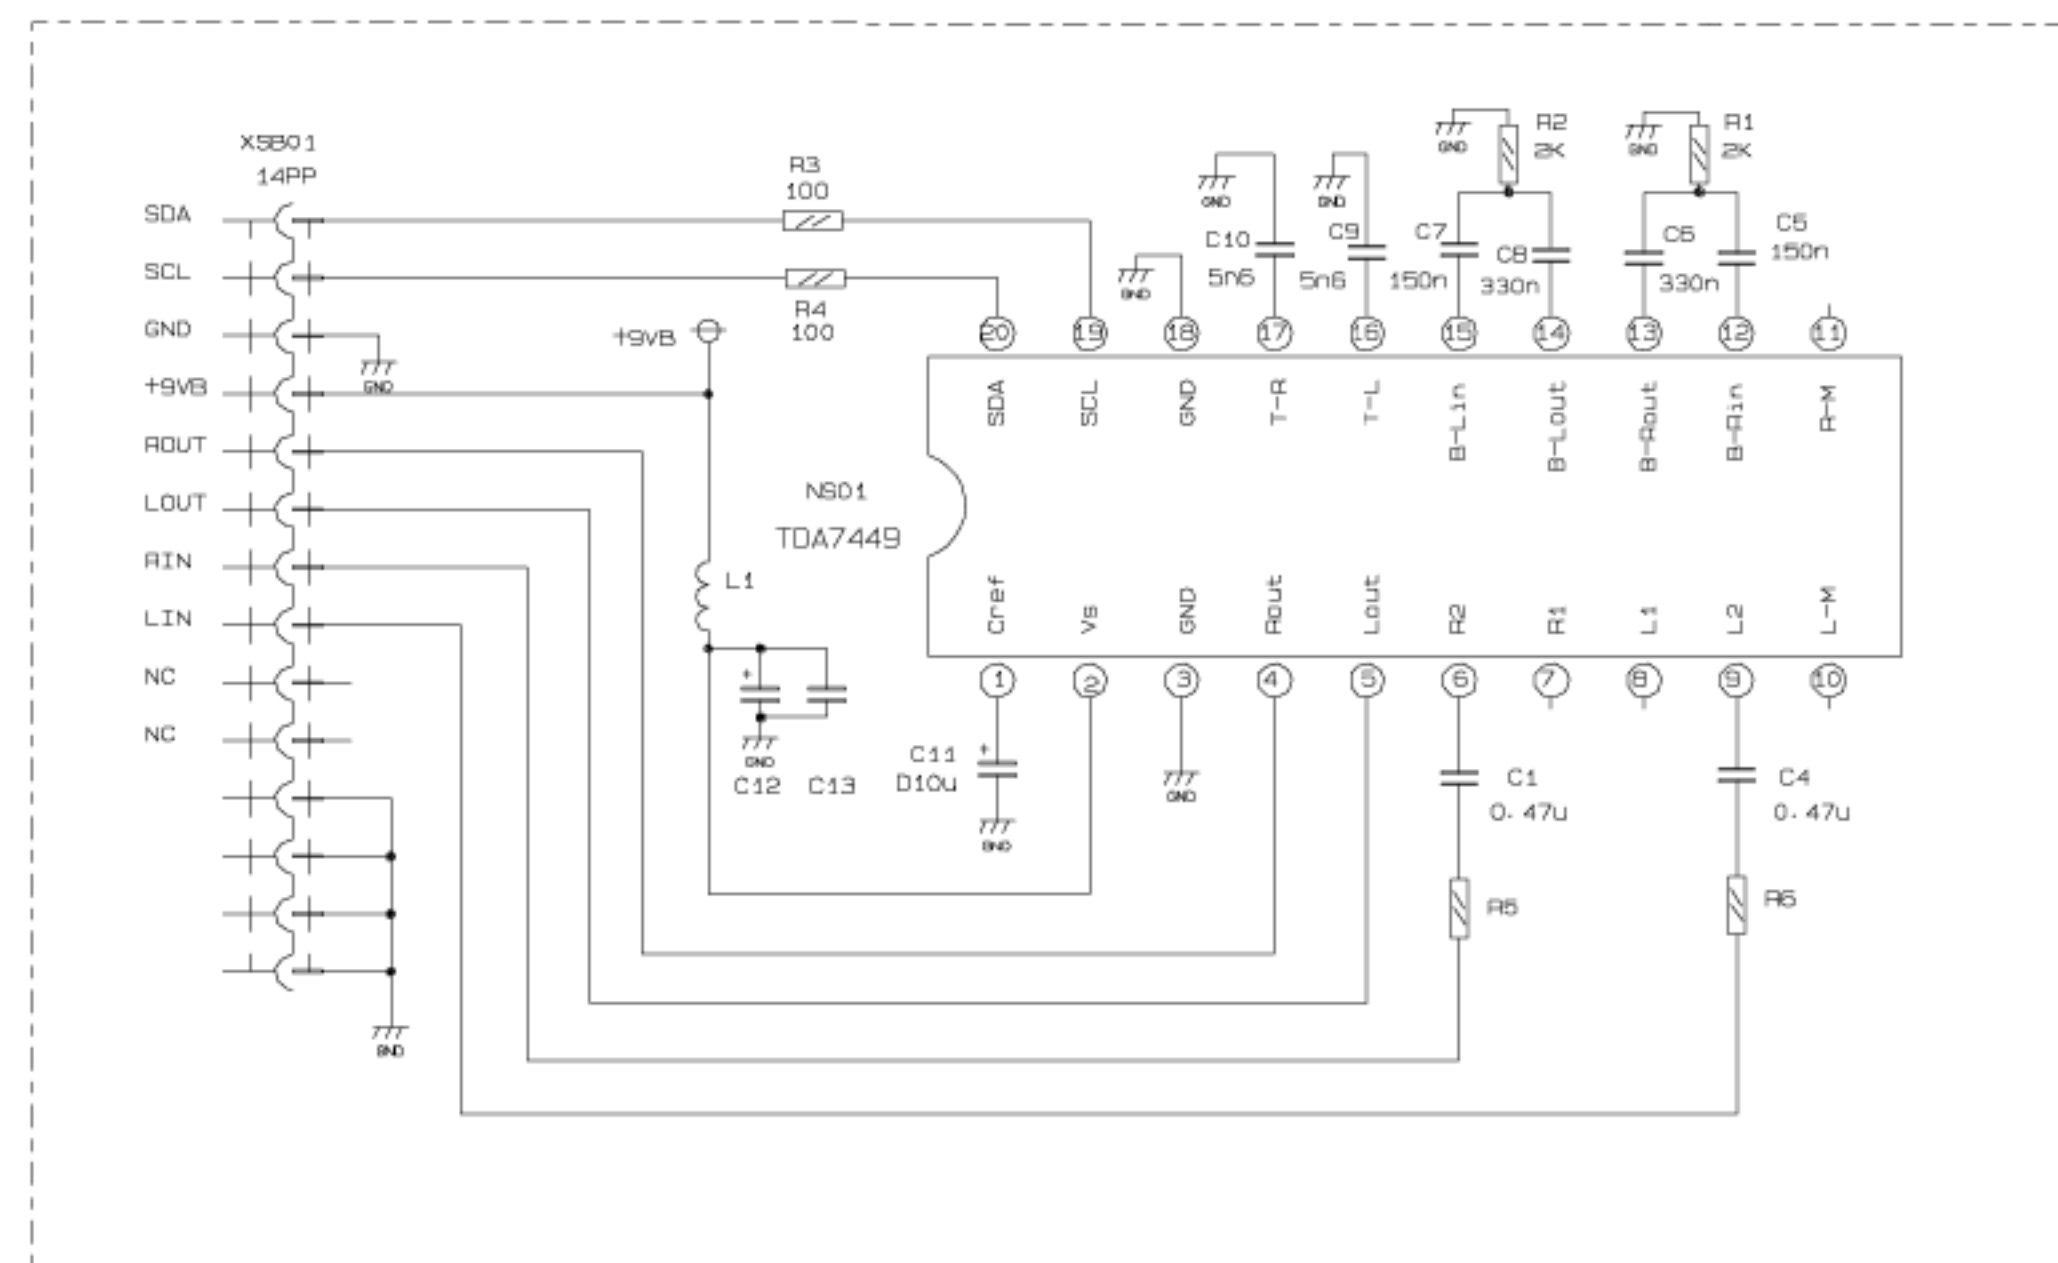 X5B01
14PP
SDA
SCL
GND
+9VB
ROUT
LOUT
RIN
LIN
NC
NC
GND
GND
R3
100
R4
100
+9VB
L1
GND
C12
C13
NS01
TDA7449
C11
D10u
GND
GND
GND
GND
C10
5n6
GND
C9
5n6
GND
R2
2K
C7
150n
C8
330n
GND
R1
2K
C6
330n
C5
150n
20
19
18
17
16
15
14
13
12
11
SDA
SCL
GND
T-R
T-L
B-Lin
B-Lout
B-Rout
B-Rin
R-M
Cref
Vs
GND
Rout
Lout
R2
R1
L1
L2
L-M
1
2
3
4
5
6
7
8
9
10
C1
0.47u
C4
0.47u
R5
R6